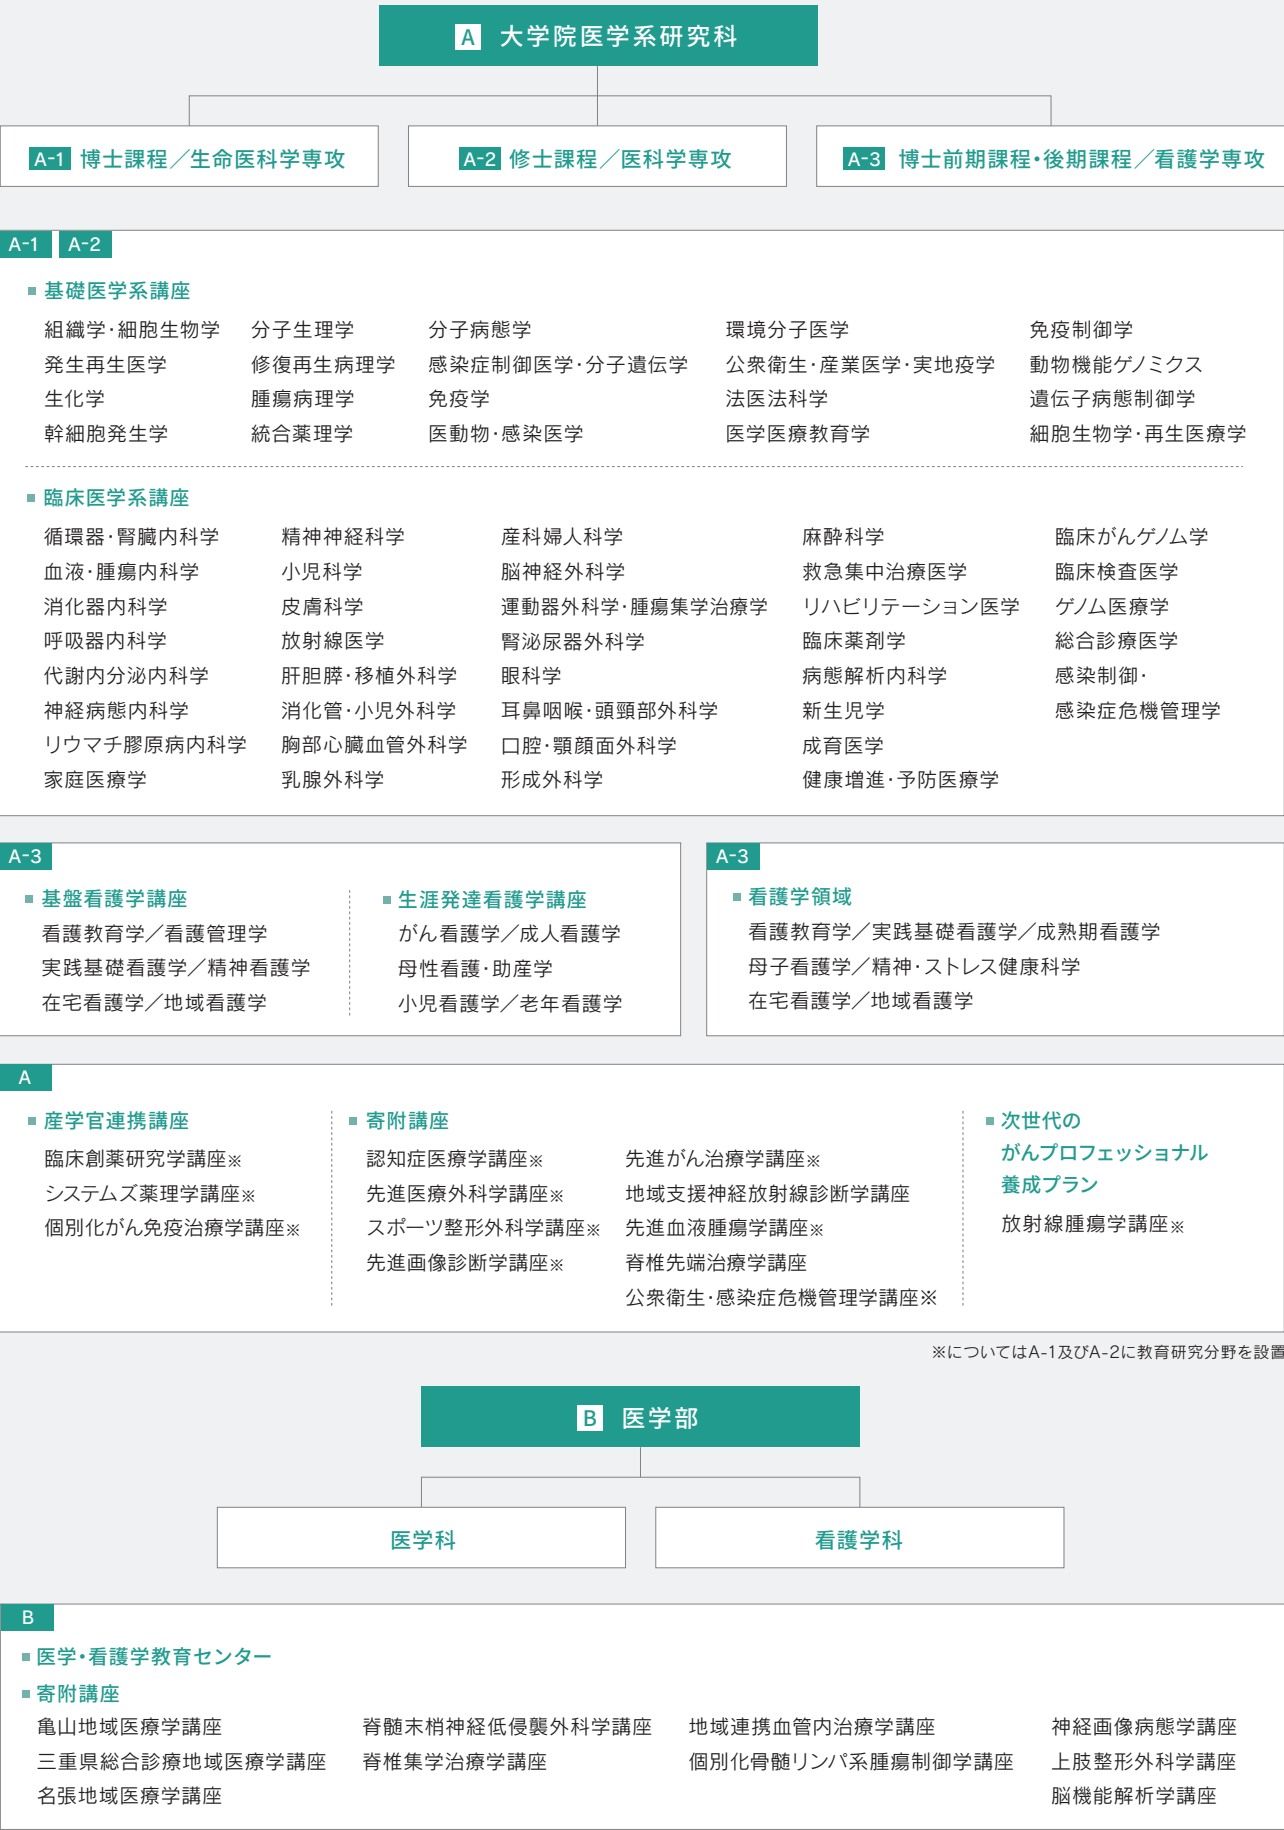 A 大学院医学系研究科
A-1 博士課程／生命医科学専攻
A-2 修士課程／医科学専攻
A-3 博士前期課程・後期課程／看護学専攻
A-1 A-2
基礎医学系講座
組織学・細胞生物学
発生再生医学
生化学
幹細胞発生学
分子生理学
修復再生病理学
腫瘍病理学
統合薬理学
分子病態学
感染症制御医学・分子遺伝学
免疫学
医動物・感染医学
環境分子医学
公衆衛生・産業医学・実地疫学
法医法科学
医学医療教育学
免疫制御学
動物機能ゲノミクス
遺伝子病態制御学
細胞生物学・再生医療学
臨床医学系講座
循環器・腎臓内科学
血液・腫瘍内科学
消化器内科学
呼吸器内科学
代謝内分泌内科学
神経病態内科学
リウマチ膠原病内科学
家庭医療学
精神神経科学
小児科学
皮膚科学
放射線医学
肝胆膵・移植外科学
消化管・小児外科学
胸部心臓血管外科学
乳腺外科学
産科婦人科学
脳神経外科学
運動器外科学・腫瘍集学治療学
腎泌尿器外科学
眼科学
耳鼻咽喉・頭頸部外科学
口腔・顎顔面外科学
形成外科学
麻酔科学
救急集中治療医学
リハビリテーション医学
臨床薬剤学
病態解析内科学
新生児学
成育医学
健康増進・予防医療学
臨床がんゲノム学
臨床検査医学
ゲノム医療学
総合診療医学
感染制御・
感染症危機管理学
A-3
基盤看護学講座
看護教育学／看護管理学
実践基礎看護学／精神看護学
在宅看護学／地域看護学
生涯発達看護学講座
がん看護学／成人看護学
母性看護・助産学
小児看護学／老年看護学
A-3
看護学領域
看護教育学／実践基礎看護学／成熟期看護学
母子看護学／精神・ストレス健康科学
在宅看護学／地域看護学
A
産学官連携講座
臨床創薬研究学講座※
システムズ薬理学講座※
個別化がん免疫治療学講座※
寄附講座
認知症医療学講座※
先進医療外科学講座※
スポーツ整形外科学講座※
先進画像診断学講座※
先進がん治療学講座※
地域支援神経放射線診断学講座
先進血液腫瘍学講座※
脊椎先端治療学講座
公衆衛生・感染症危機管理学講座※
次世代の
がんプロフェッショナル
養成プラン
放射線腫瘍学講座※
※についてはA-1及びA-2に教育研究分野を設置
B 医学部
医学科
看護学科
B
医学・看護学教育センター
寄附講座
亀山地域医療学講座
三重県総合診療地域医療学講座
名張地域医療学講座
脊髄末梢神経低侵襲外科学講座
脊椎集学治療学講座
地域連携血管内治療学講座
個別化骨髄リンパ系腫瘍制御学講座
神経画像病態学講座
上肢整形外科学講座
脳機能解析学講座